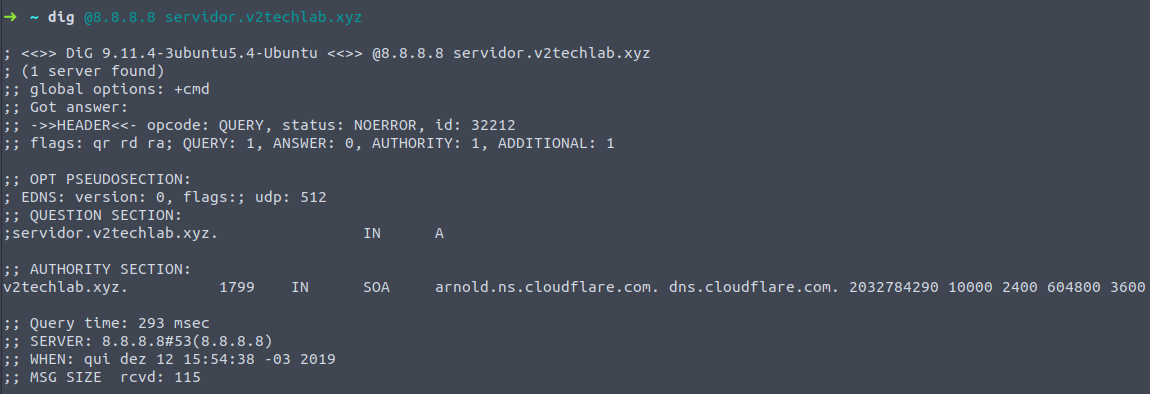 ➜ ~ dig @8.8.8.8 servidor.v2techlab.xyz
; <<>> DiG 9.11.4-3ubuntu5.4-Ubuntu <<>> @8.8.8.8 servidor.v2techlab.xyz
; (1 server found)
;; global options: +cmd
;; Got answer:
;; ->>HEADER<<- opcode: QUERY, status: NOERROR, id: 32212
;; flags: qr rd ra; QUERY: 1, ANSWER: 0, AUTHORITY: 1, ADDITIONAL: 1
;; OPT PSEUDOSECTION:
; EDNS: version: 0, flags:; udp: 512
;; QUESTION SECTION:
;servidor.v2techlab.xyz. IN A
;; AUTHORITY SECTION:
v2techlab.xyz. 1799 IN SOA arnold.ns.cloudflare.com. dns.cloudflare.com. 2032784290 10000 2400 604800 3600
;; Query time: 293 msec
;; SERVER: 8.8.8.8#53(8.8.8.8)
;; WHEN: qui dez 12 15:54:38 -03 2019
;; MSG SIZE rcvd: 115